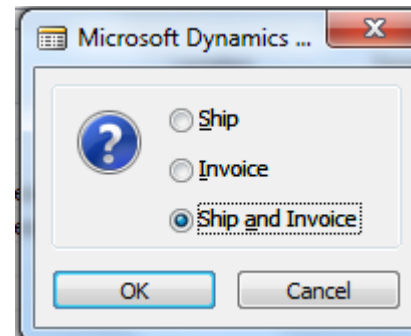 Microsoft Dynamics ...
Ship
Invoice
Ship and Invoice
OK
Cancel